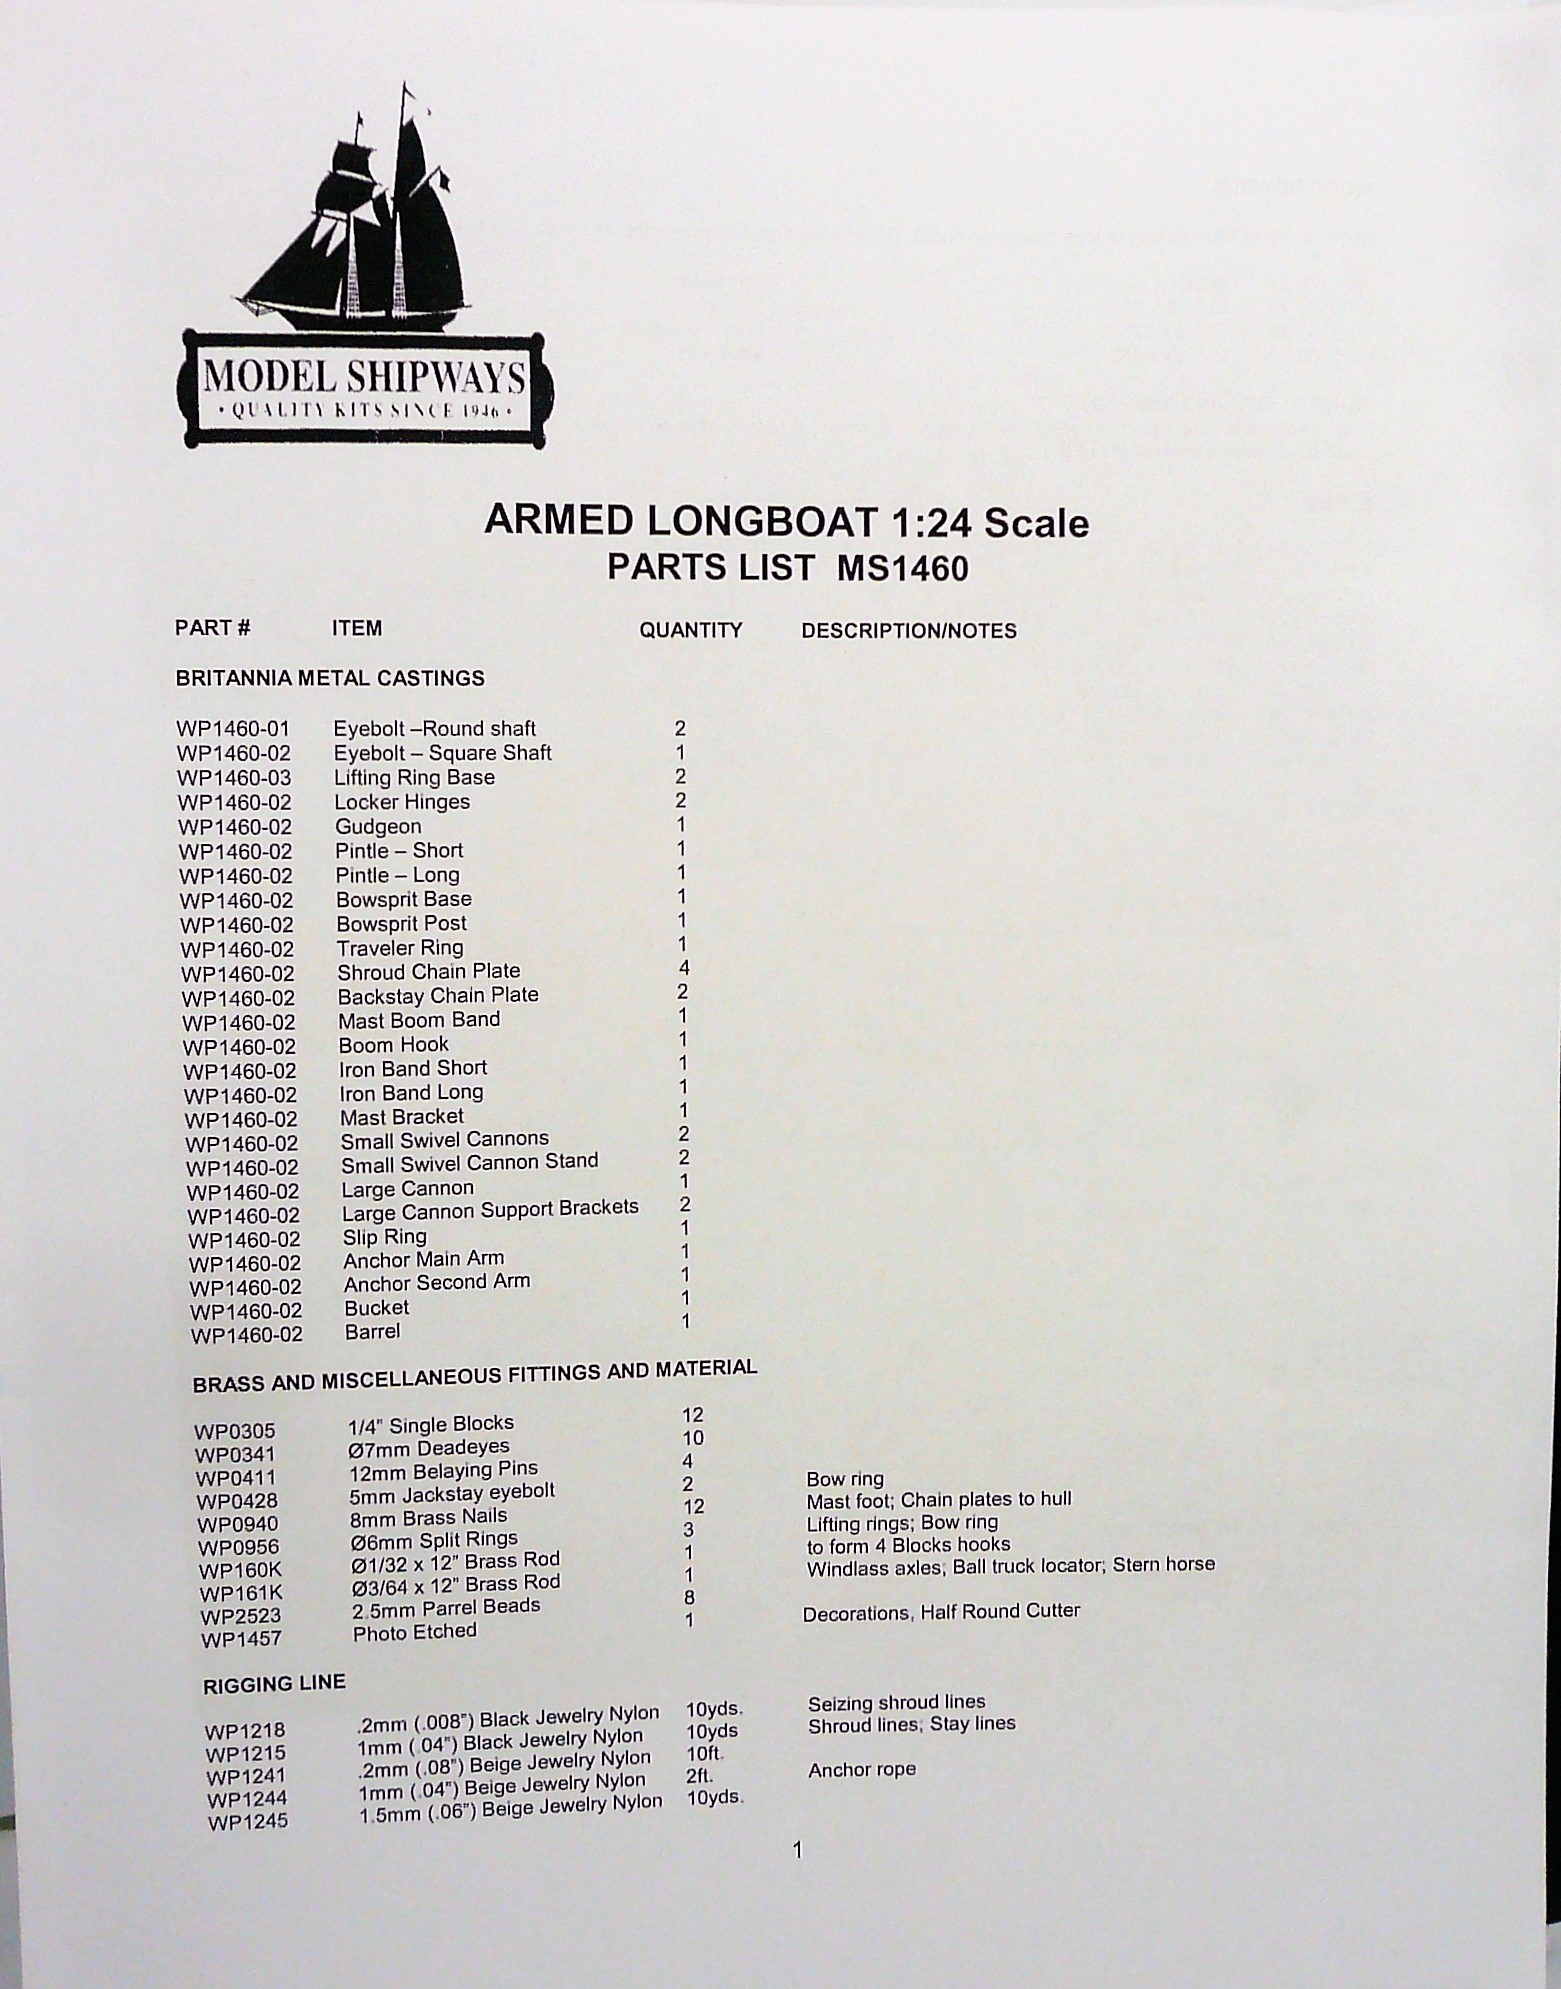 MODEL SHIPWAYS
• QUALITY KITS SINCE 1946 •
ARMED LONGBOAT 1:24 Scale
PARTS LIST MS1460
PART # ITEM QUANTITY DESCRIPTION/NOTES
BRITANNIA METAL CASTINGS
WP1460-01 Eyebolt –Round shaft 2
WP1460-02 Eyebolt – Square Shaft 1
WP1460-03 Lifting Ring Base 2
WP1460-02 Locker Hinges 2
WP1460-02 Gudgeon 1
WP1460-02 Pintle – Short 1
WP1460-02 Pintle – Long 1
WP1460-02 Bowsprit Base 1
WP1460-02 Bowsprit Post 1
WP1460-02 Traveler Ring 1
WP1460-02 Shroud Chain Plate 4
WP1460-02 Backstay Chain Plate 2
WP1460-02 Mast Boom Band 1
WP1460-02 Boom Hook 1
WP1460-02 Iron Band Short 1
WP1460-02 Iron Band Long 1
WP1460-02 Mast Bracket 1
WP1460-02 Small Swivel Cannons 2
WP1460-02 Small Swivel Cannon Stand 2
WP1460-02 Large Cannon 1
WP1460-02 Large Cannon Support Brackets 2
WP1460-02 Slip Ring 1
WP1460-02 Anchor Main Arm 1
WP1460-02 Anchor Second Arm 1
WP1460-02 Bucket 1
WP1460-02 Barrel 1
BRASS AND MISCELLANEOUS FITTINGS AND MATERIAL
WP0305 1/4" Single Blocks 12
WP0341 Ø7mm Deadeyes 10
WP0411 12mm Belaying Pins 4
WP0428 5mm Jackstay eyebolt 2 Bow ring
WP0940 8mm Brass Nails 12 Mast foot; Chain plates to hull
WP0956 Ø6mm Split Rings 3 Lifting rings; Bow ring
WP160K Ø1/32 x 12" Brass Rod 1 to form 4 Blocks hooks
WP161K Ø3/64 x 12" Brass Rod 1 Windlass axles; Ball truck locator; Stern horse
WP2523 2.5mm Parrel Beads 8
WP1457 Photo Etched 1 Decorations, Half Round Cutter
RIGGING LINE
WP1218 .2mm (.008") Black Jewelry Nylon 10yds. Seizing shroud lines
WP1215 1mm (.04") Black Jewelry Nylon 10yds Shroud lines; Stay lines
WP1241 .2mm (.08") Beige Jewelry Nylon 10ft.
WP1244 1mm (.04") Beige Jewelry Nylon 2ft. Anchor rope
WP1245 1.5mm (.06") Beige Jewelry Nylon 10yds.
1